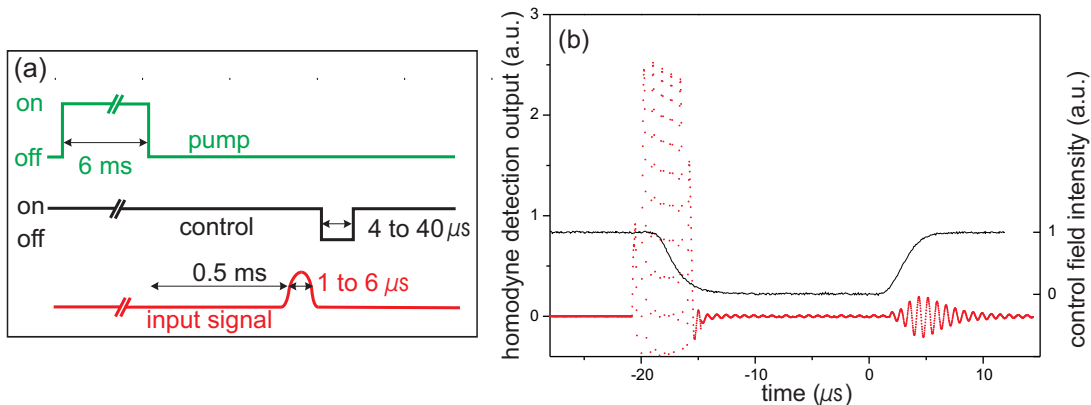 (a)
on
off
pump
6 ms
on
off
control
4 to 40 μs
0.5 ms
1 to 6 μs
input signal
(b)
homodyne detection output (a.u.)
3
2
1
0
control field intensity (a.u.)
1
0
-20
-10
0
10
time (μs)